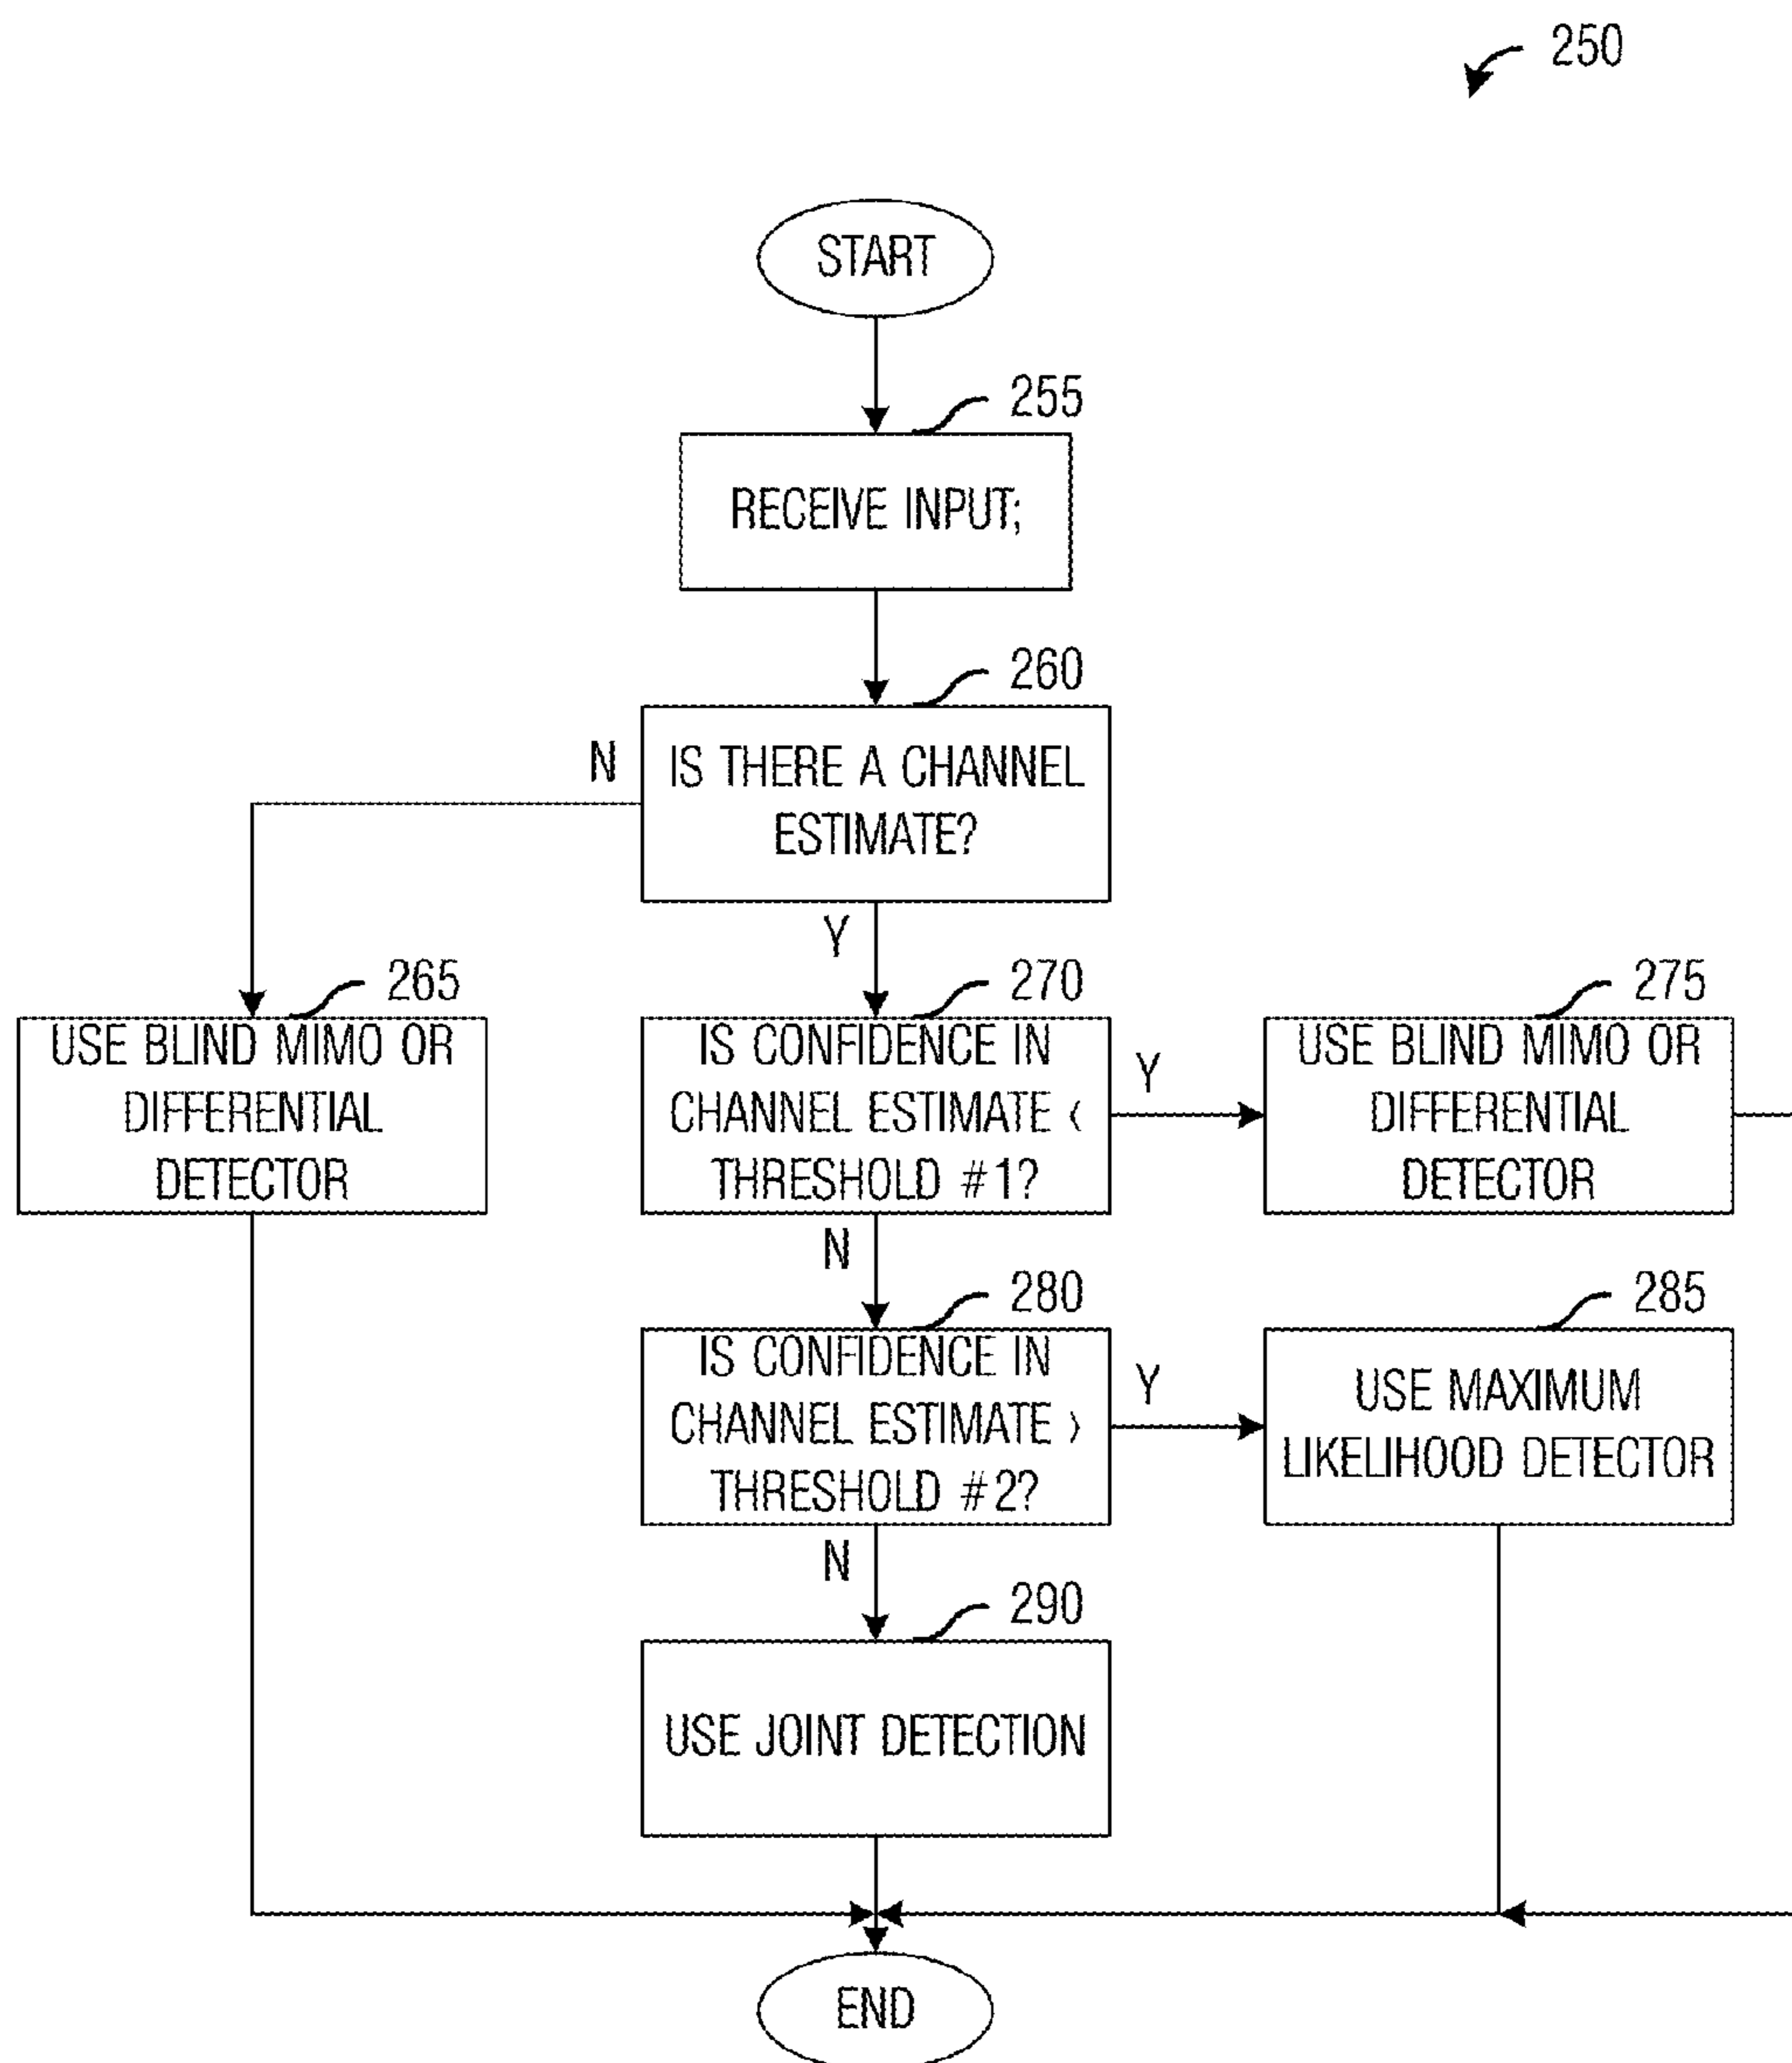 250
START
255
RECEIVE INPUT;
260
N
IS THERE A CHANNEL
ESTIMATE?
Y
265
USE BLIND MIMO OR
DIFFERENTIAL
DETECTOR
270
IS CONFIDENCE IN
CHANNEL ESTIMATE <
THRESHOLD #1?
Y
275
USE BLIND MIMO OR
DIFFERENTIAL
DETECTOR
N
280
IS CONFIDENCE IN
CHANNEL ESTIMATE >
THRESHOLD #2?
Y
285
USE MAXIMUM
LIKELIHOOD DETECTOR
N
290
USE JOINT DETECTION
END